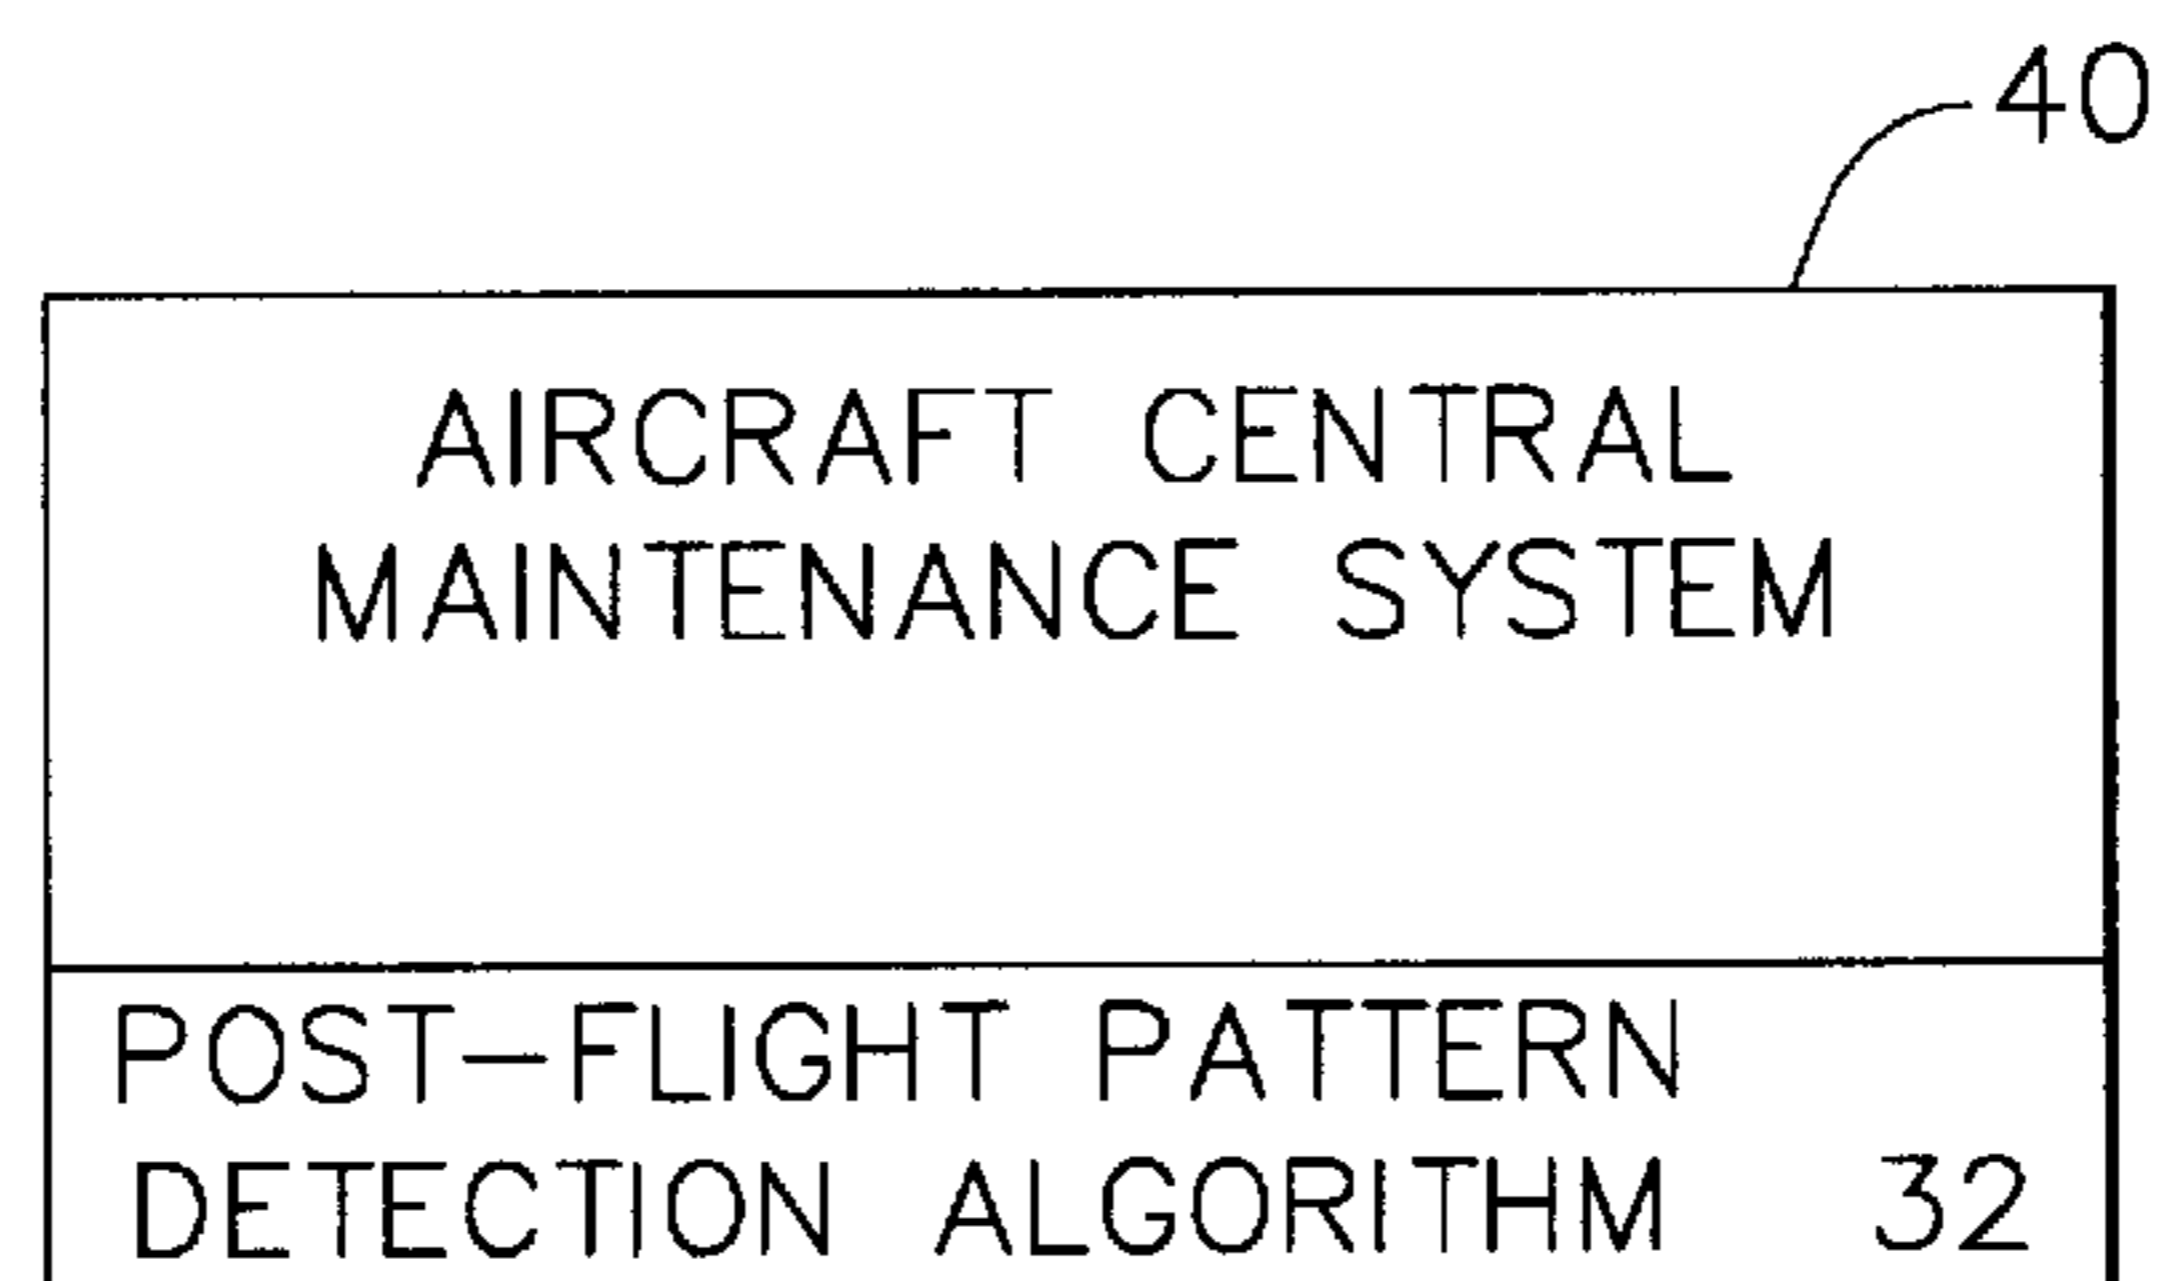 40
AIRCRAFT CENTRAL
MAINTENANCE SYSTEM
POST-FLIGHT PATTERN
DETECTION ALGORITHM 32